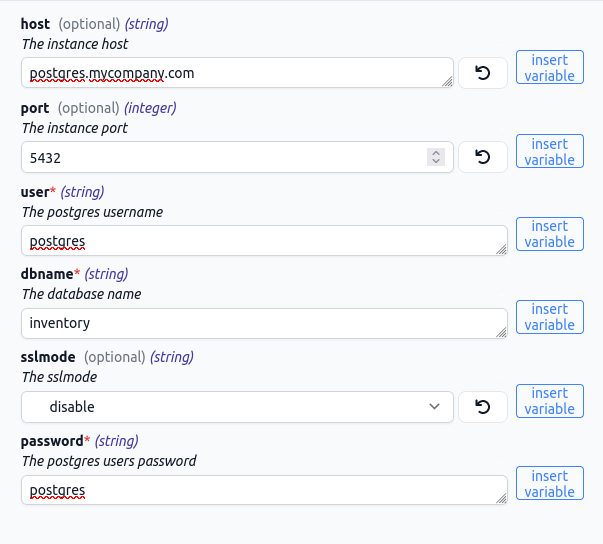 host (optional) (string)
The instance host
postgres.mycompany.com
insert
variable
port (optional) (integer)
The instance port
5432
insert
variable
user* (string)
The postgres username
postgres
insert
variable
dbname* (string)
The database name
inventory
insert
variable
sslmode (optional) (string)
The sslmode
disable
insert
variable
password* (string)
The postgres users password
postgres
insert
variable